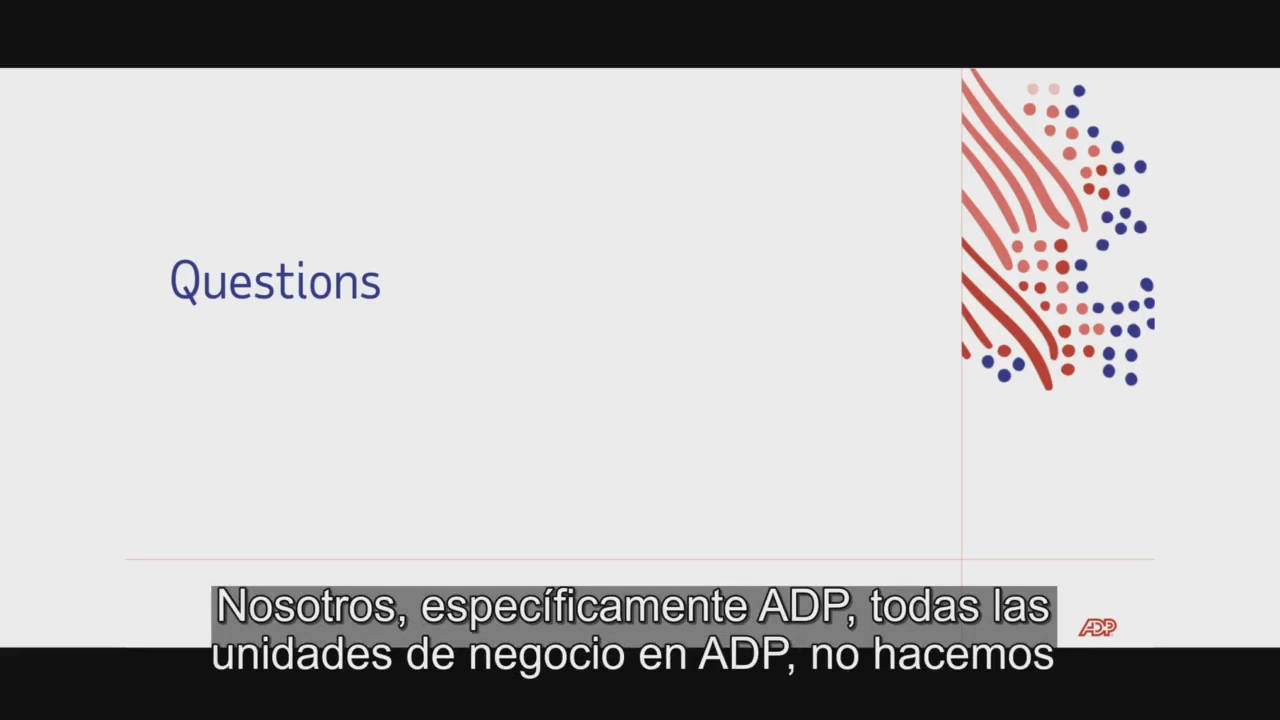 Questions
Nosotros, específicamente ADP, todas las
unidades de negocio en ADP, no hacemos
ADP